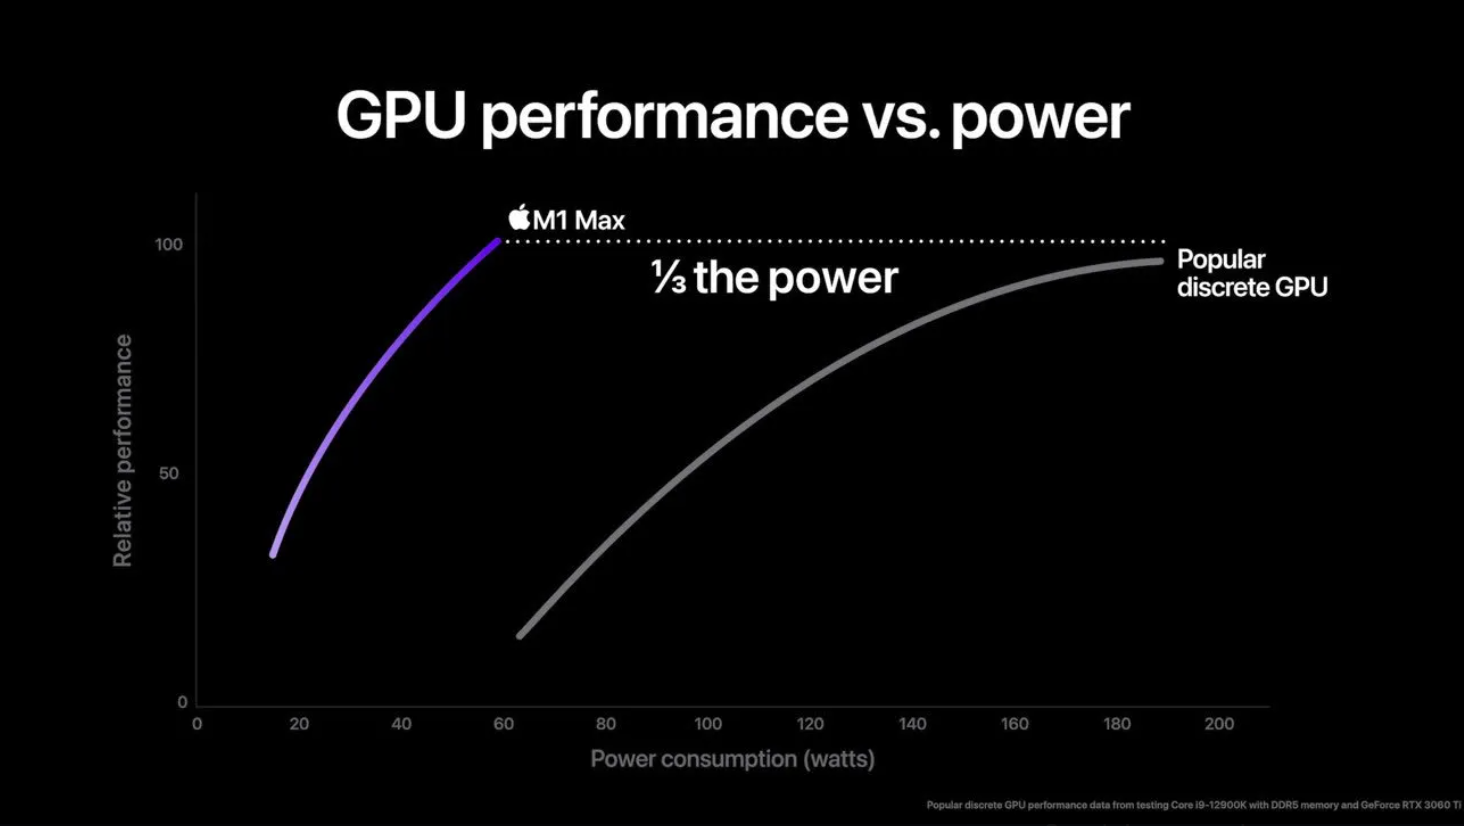 GPU performance vs. power
M1 Max
⅓ the power
Popular
discrete GPU
Relative performance
100
50
0
0 20 40 60 80 100 120 140 160 180 200
Power consumption (watts)
Popular discrete GPU performance data from testing Core i9-12900K with DDR5 memory and GeForce RTX 3060 Ti